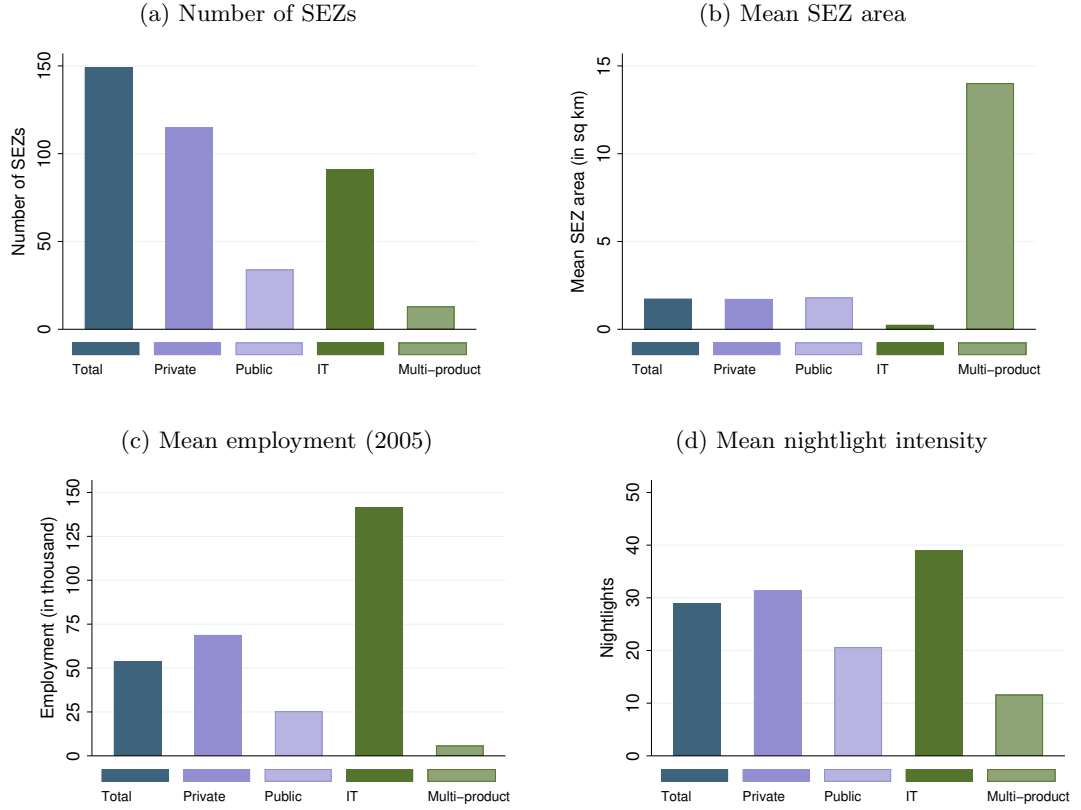 (a) Number of SEZs
Number of SEZs
150
100
50
0
Total Private Public IT Multi−product
(b) Mean SEZ area
Mean SEZ area (in sq km)
15
10
5
0
Total Private Public IT Multi−product
(c) Mean employment (2005)
Employment (in thousand)
150
125
100
75
50
25
0
Total Private Public IT Multi−product
(d) Mean nightlight intensity
Nightlights
50
40
30
20
10
0
Total Private Public IT Multi−product